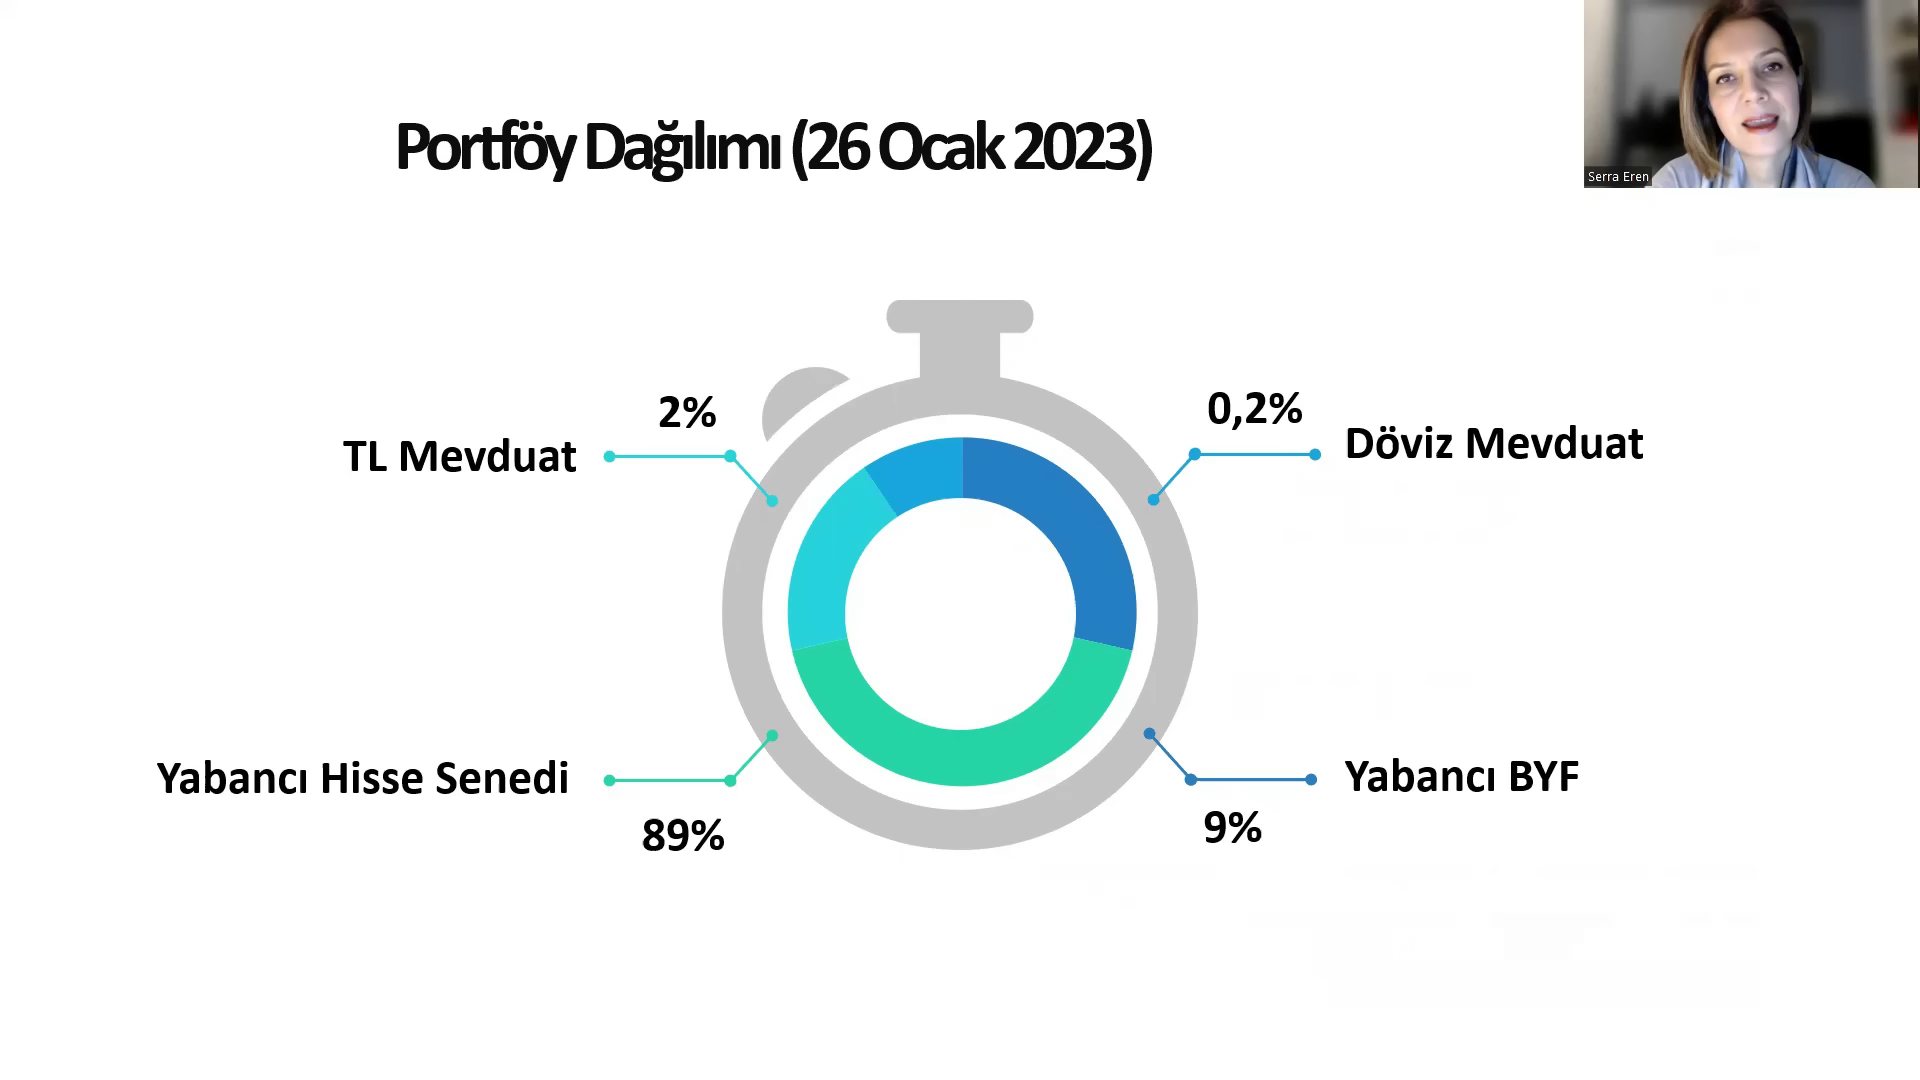 Portföy Dağılımı (26 Ocak 2023)
Serra Eren
2%
TL Mevduat
0,2%
Döviz Mevduat
Yabancı Hisse Senedi
89%
Yabancı BYF
9%